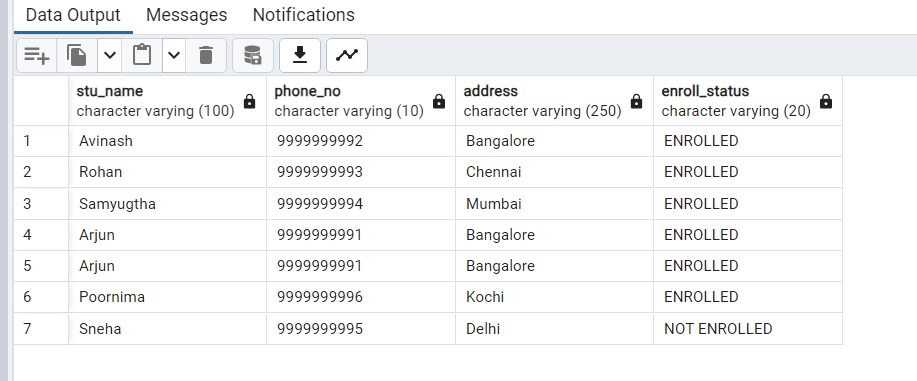 Data Output Messages Notifications
stu_name phone_no address enroll_status
character varying (100) character varying (10) character varying (250) character varying (20)
1 Avinash 9999999992 Bangalore ENROLLED
2 Rohan 9999999993 Chennai ENROLLED
3 Samyugtha 9999999994 Mumbai ENROLLED
4 Arjun 9999999991 Bangalore ENROLLED
5 Arjun 9999999991 Bangalore ENROLLED
6 Poornima 9999999996 Kochi ENROLLED
7 Sneha 9999999995 Delhi NOT ENROLLED